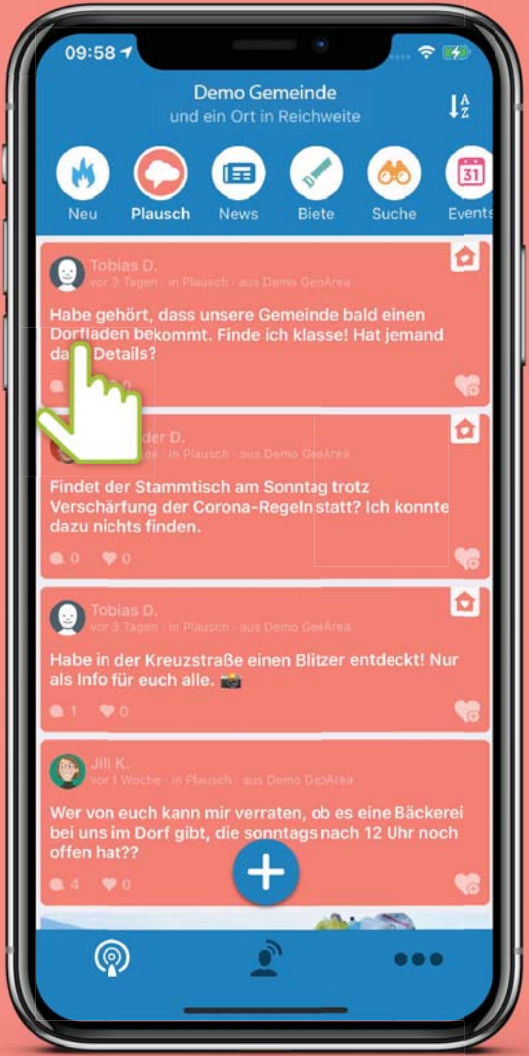 09:58
Demo Gemeinde
und ein Ort in Reichweite
A
Z
31
Neu Plausch News Biete Suche Events
Tobias D.
vor 3 Tagen · in Plausch · aus Demo GeoArea
Habe gehört, dass unsere Gemeinde bald einen
Dorfladen bekommt. Finde ich klasse! Hat jemand
Details?
0
der D.
in Plausch · aus Demo GeoArea
Findet der Stammtisch am Sonntag trotz
Verschärfung der Corona-Regeln statt? Ich konnte
dazu nichts finden.
0 0
Tobias D.
vor 3 Tagen · in Plausch · aus Demo GeoArea
Habe in der Kreuzstraße einen Blitzer entdeckt! Nur
als Info für euch alle. 📸
1 0
Jill K.
vor 1 Woche · in Plausch · aus Demo GeoArea
Wer von euch kann mir verraten, ob es eine Bäckerei
bei uns im Dorf gibt, die sonntags nach 12 Uhr noch
offen hat??
4 0